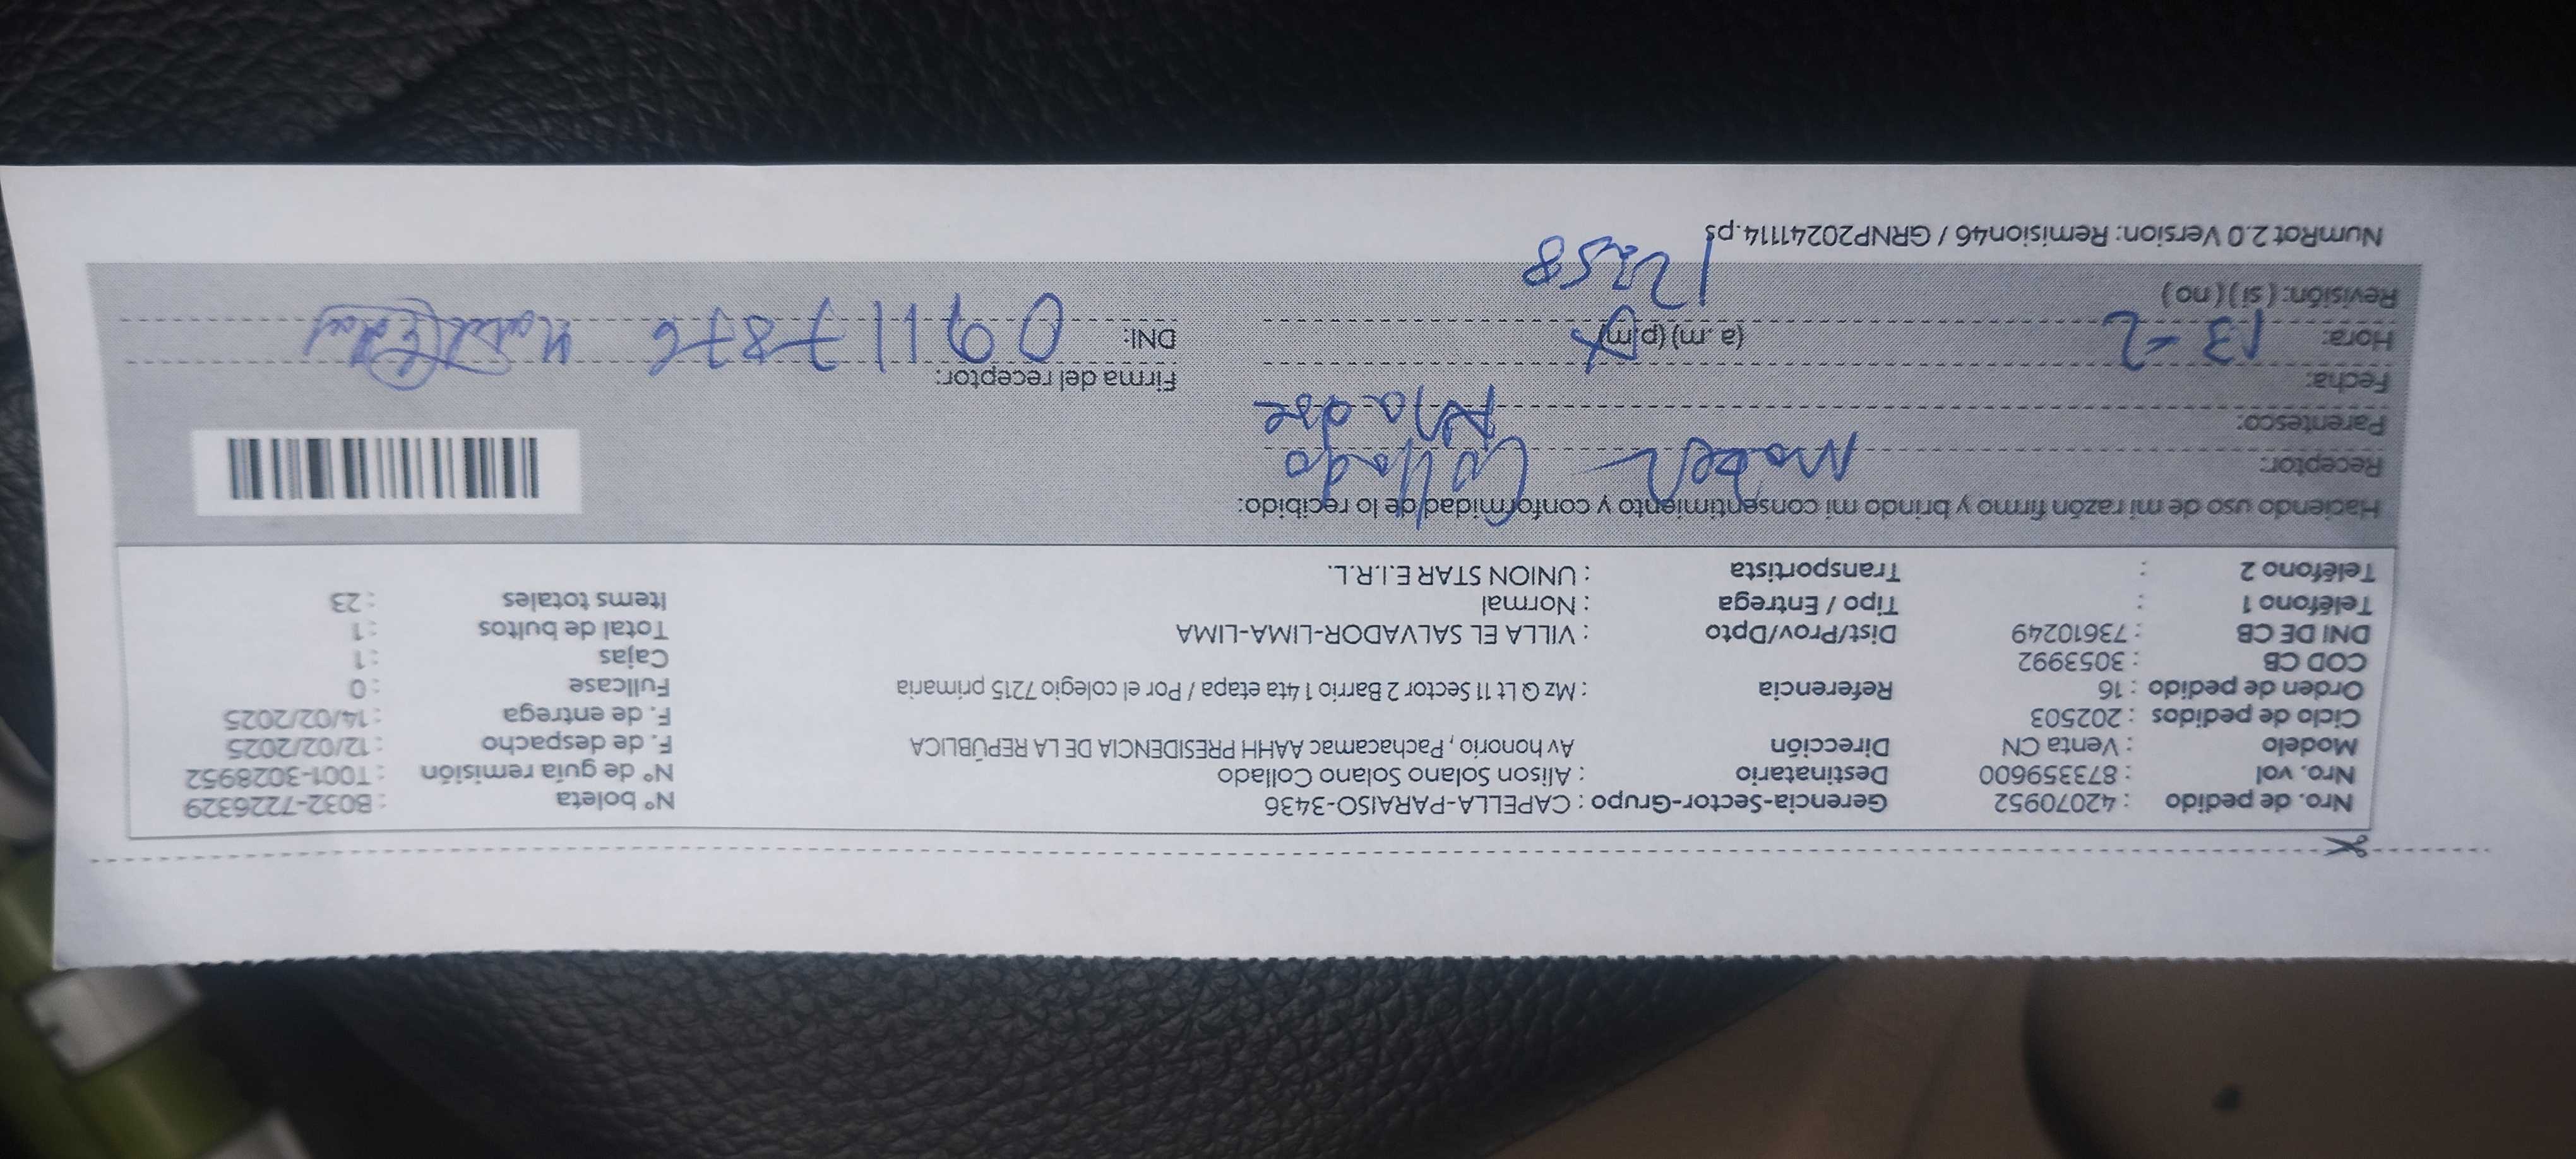 Nro. de pedido : 42070952 Gerencia-Sector-Grupo : CAPELLA-PARAISO-3436 N° boleta : B032-7226329
Nro. vol : 8733559600 Destinatario : Alison Solano Solano Collado N° de guía remisión : T001-3028952
Modelo : Venta CN Dirección Av honorio , Pachacamac AAHH PRESIDENCIA DE LA REPÚBLICA F. de despacho : 12/02/2025
Ciclo de pedidos : 202503 F. de entrega : 14/02/2025
Orden de pedido : 16 Referencia : Mz Q Lt 11 Sector 2 Barrio 1 4ta etapa / Por el colegio 7215 primaria Fullcase : 0
COD CB : 3053992 Cajas : 1
DNI DE CB : 73610249 Dist/Prov/Dpto : VILLA EL SALVADOR-LIMA-LIMA Total de bultos : 1
Teléfono 1 : Tipo / Entrega : Normal Items totales : 23
Teléfono 2 : Transportista : UNION STAR E.I.R.L.
Haciendo uso de mi razón firmo y brindo mi consentimiento y conformidad de lo recibido:
Receptor: Mabel Collado
Parentesco: Madre
Fecha: 13-2 Firma del receptor:
Hora: (a. m) (p. m) DNI: 09117876 Mabel
Revisión: ( si ) ( no ) 12:58
NumRot 2.0 Version: Remision46 / GRNP20241114.ps